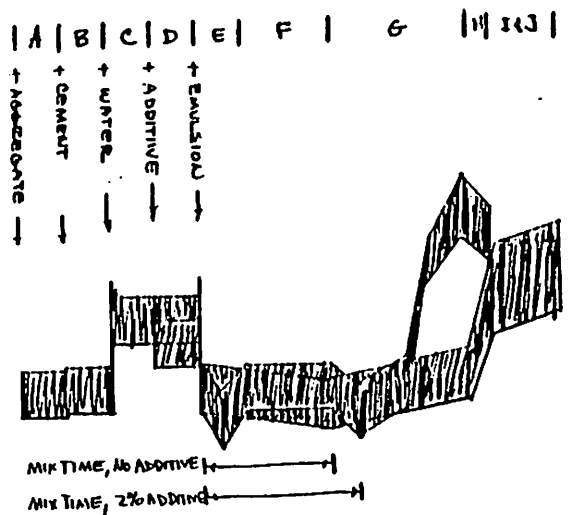 A B C D E F G H I&J
+ AGGREGATE
+ CEMENT
+ WATER
+ ADDITIVE
+ EMULSION
MIX TIME, NO ADDITIVE
MIX TIME, 2% ADDITIVE